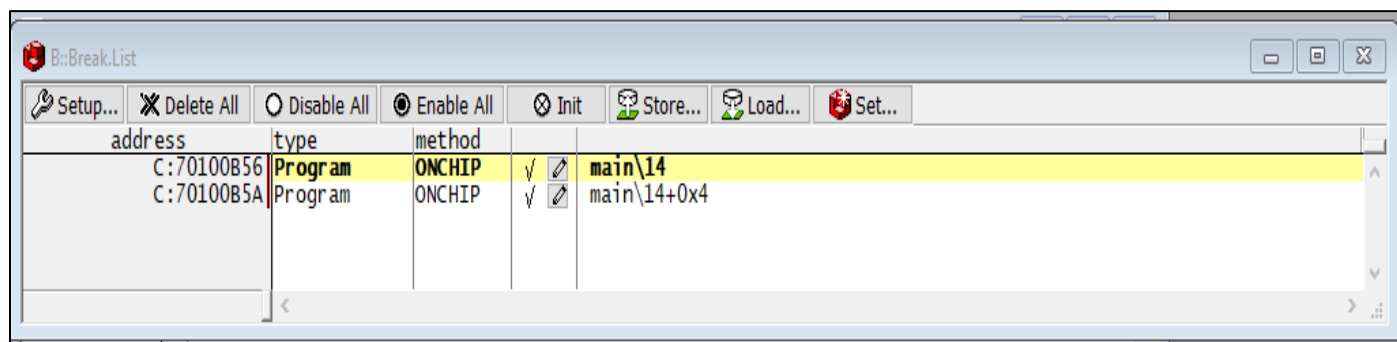 B::Break.List
Setup... Delete All Disable All Enable All Init Store... Load... Set...
address type method
C:70100B56 Program ONCHIP √ main\14
C:70100B5A Program ONCHIP √ main\14+0x4